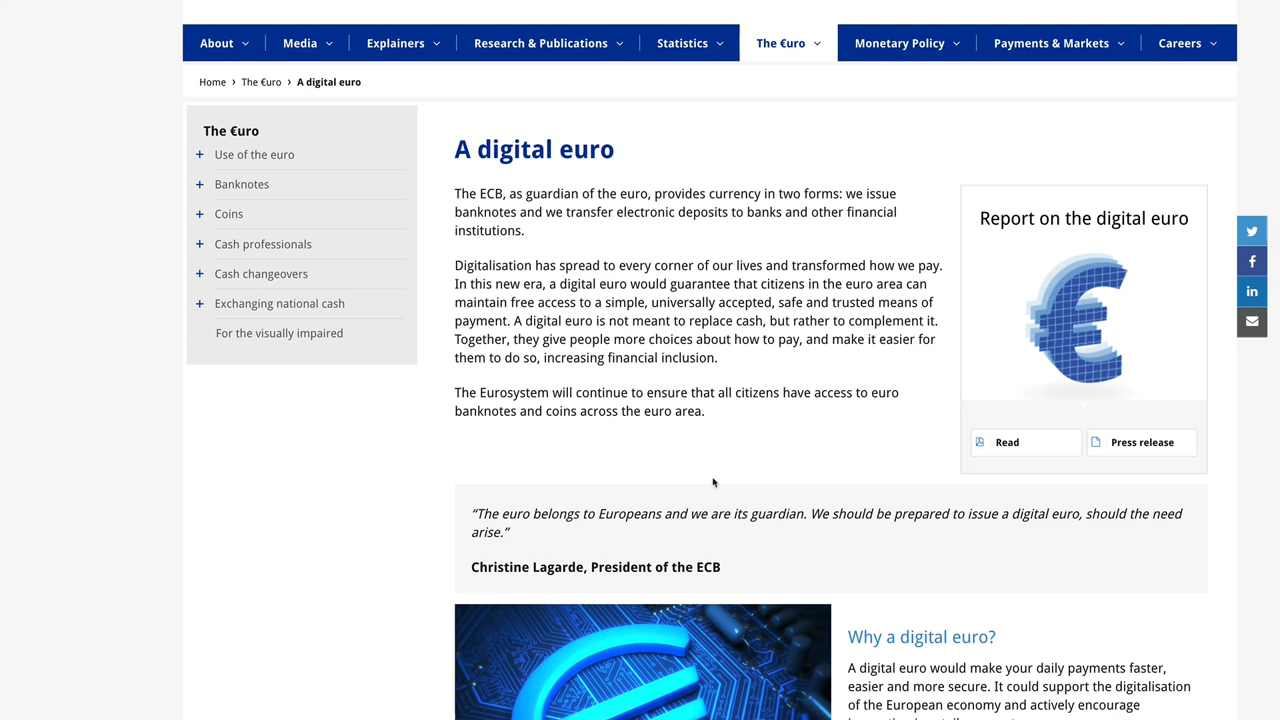 About
Media
Explainers
Research & Publications
Statistics
The €uro
Monetary Policy
Payments & Markets
Careers
Home › The €uro › A digital euro
The €uro
+ Use of the euro
+ Banknotes
+ Coins
+ Cash professionals
+ Cash changeovers
+ Exchanging national cash
For the visually impaired
A digital euro
The ECB, as guardian of the euro, provides currency in two forms: we issue
banknotes and we transfer electronic deposits to banks and other financial
institutions.
Digitalisation has spread to every corner of our lives and transformed how we pay.
In this new era, a digital euro would guarantee that citizens in the euro area can
maintain free access to a simple, universally accepted, safe and trusted means of
payment. A digital euro is not meant to replace cash, but rather to complement it.
Together, they give people more choices about how to pay, and make it easier for
them to do so, increasing financial inclusion.
The Eurosystem will continue to ensure that all citizens have access to euro
banknotes and coins across the euro area.
Report on the digital euro
€
Read
Press release
“The euro belongs to Europeans and we are its guardian. We should be prepared to issue a digital euro, should the need
arise.”
Christine Lagarde, President of the ECB
Why a digital euro?
A digital euro would make your daily payments faster,
easier and more secure. It could support the digitalisation
of the European economy and actively encourage